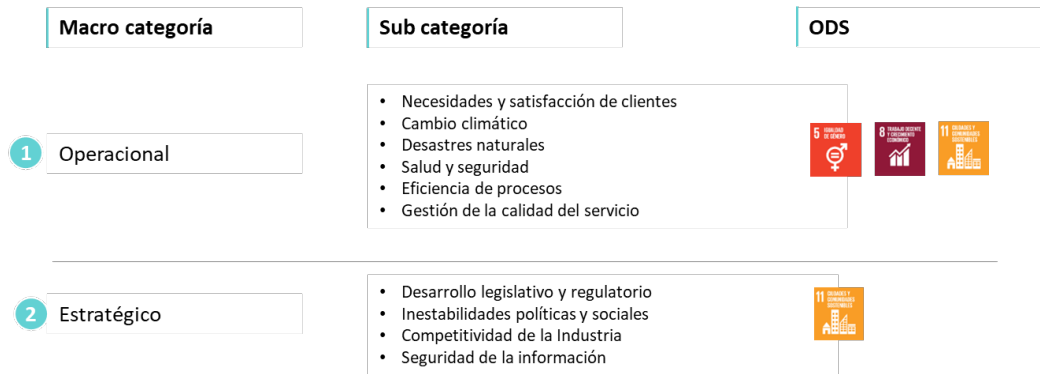 Macro categoría
Sub categoría
ODS
1
Operacional
• Necesidades y satisfacción de clientes
• Cambio climático
• Desastres naturales
• Salud y seguridad
• Eficiencia de procesos
• Gestión de la calidad del servicio
5 IGUALDAD
DE GÉNERO
8 TRABAJO DECENTE
Y CRECIMIENTO
ECONÓMICO
11 CIUDADES Y
COMUNIDADES
SOSTENIBLES
2
Estratégico
• Desarrollo legislativo y regulatorio
• Inestabilidades políticas y sociales
• Competitividad de la Industria
• Seguridad de la información
11 CIUDADES Y
COMUNIDADES
SOSTENIBLES